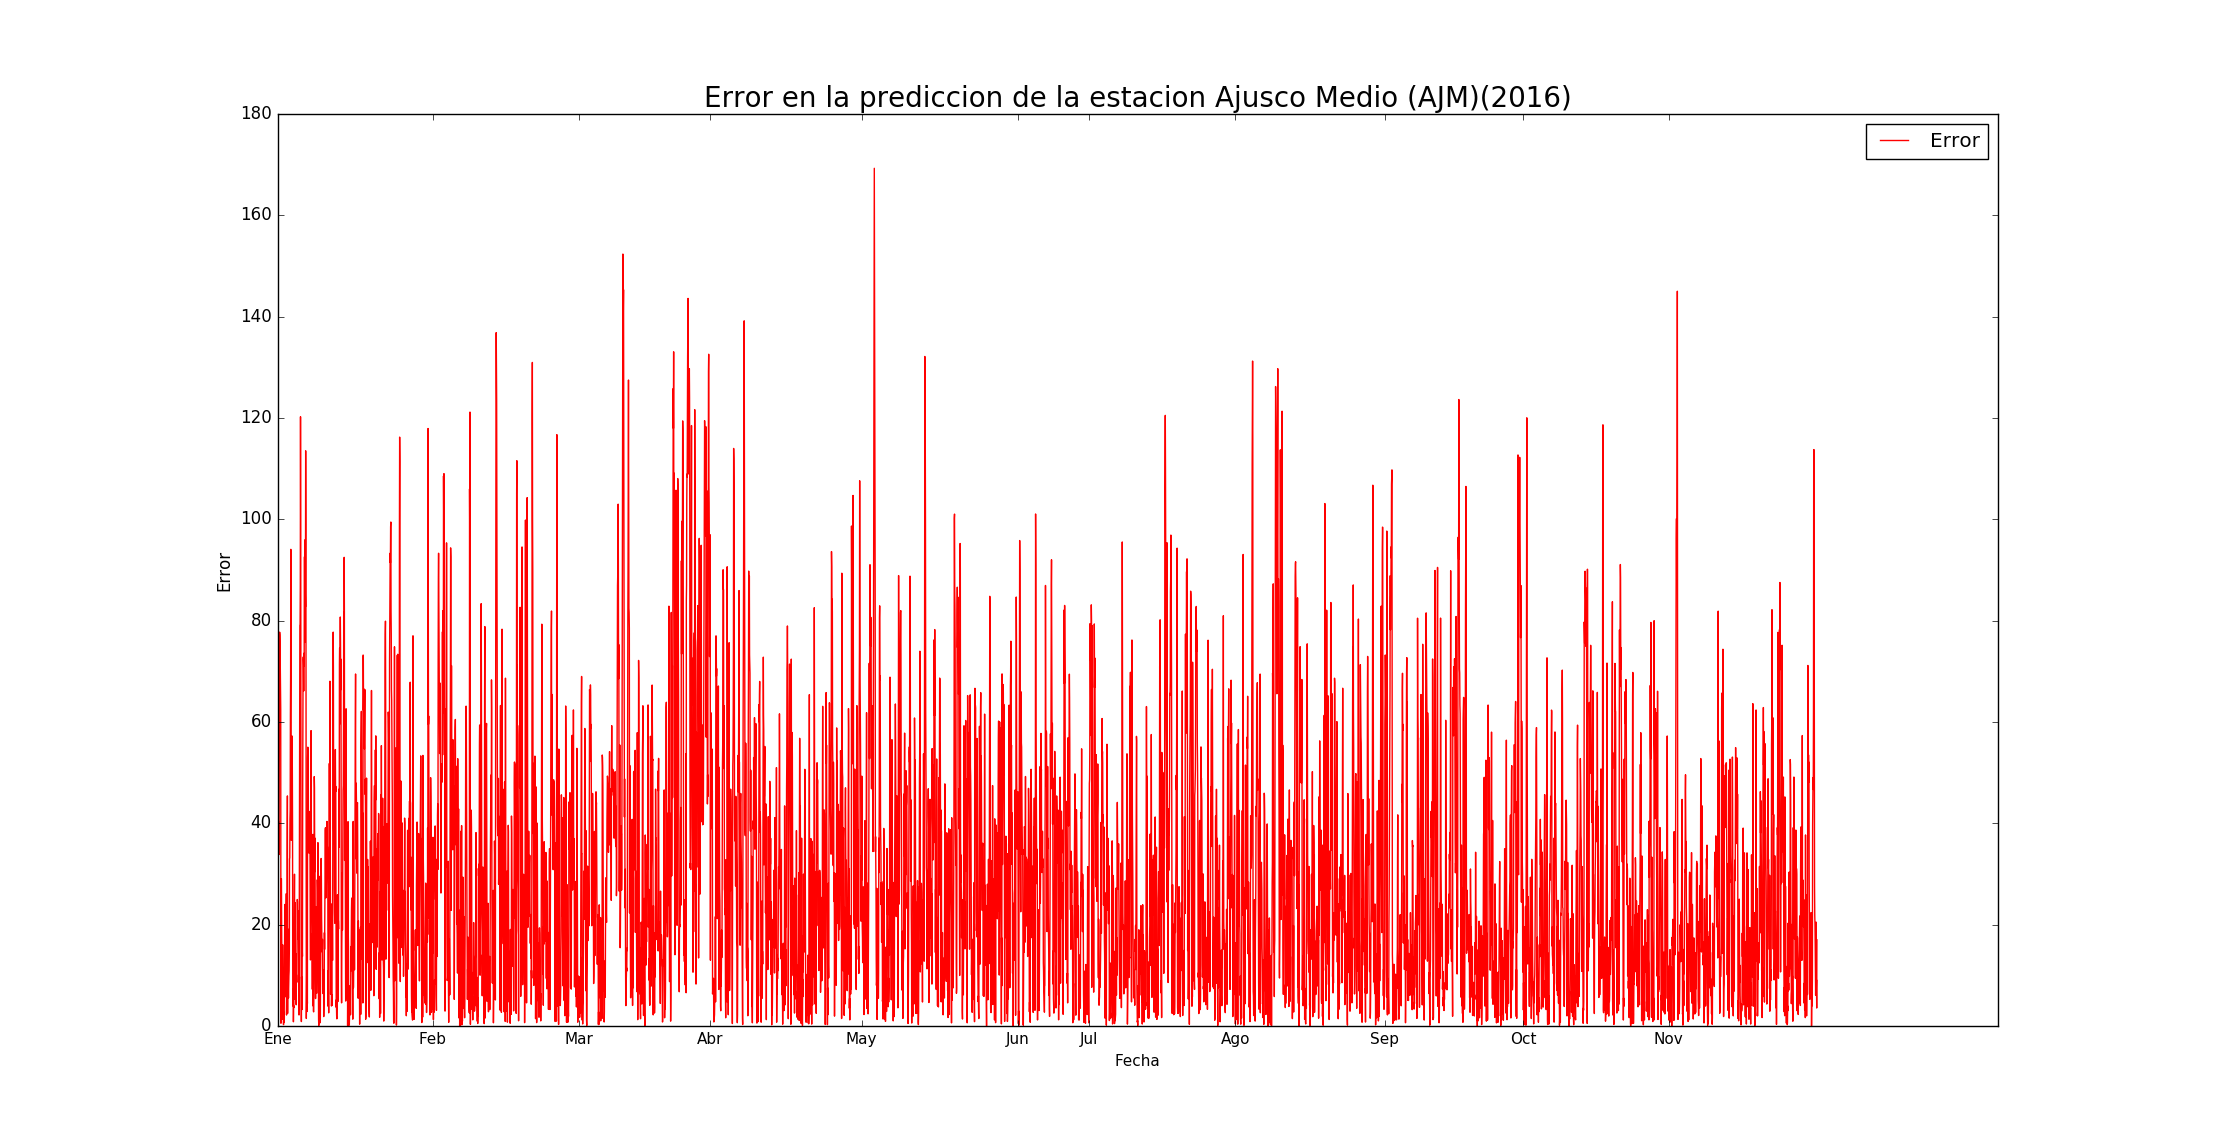 Error en la prediccion de la estacion Ajusco Medio (AJM)(2016)
Error
180
160
140
120
100
80
60
40
20
0
Error
Ene Feb Mar Abr May Jun Jul Ago Sep Oct Nov
Fecha